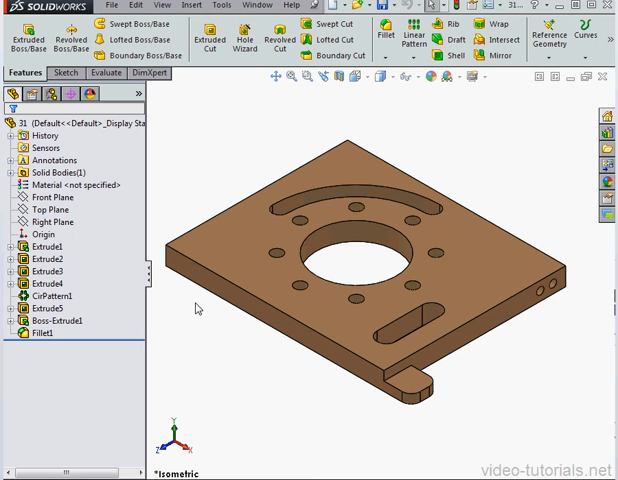 SOLIDWORKS File Edit View Insert Tools Window Help 31...
Extruded Boss/Base
Revolved Boss/Base
Swept Boss/Base
Lofted Boss/Base
Boundary Boss/Base
Extruded Cut
Hole Wizard
Revolved Cut
Swept Cut
Lofted Cut
Boundary Cut
Fillet
Linear Pattern
Rib
Draft
Shell
Wrap
Intersect
Mirror
Reference Geometry
Curves
Features Sketch Evaluate DimXpert
31 (Default<<Default>_Display Sta
History
Sensors
Annotations
Solid Bodies(1)
Material <not specified>
Front Plane
Top Plane
Right Plane
Origin
Extrude1
Extrude2
Extrude3
Extrude4
CirPattern1
Extrude5
Boss-Extrude1
Fillet1
Y
Z X
*Isometric
video-tutorials.net